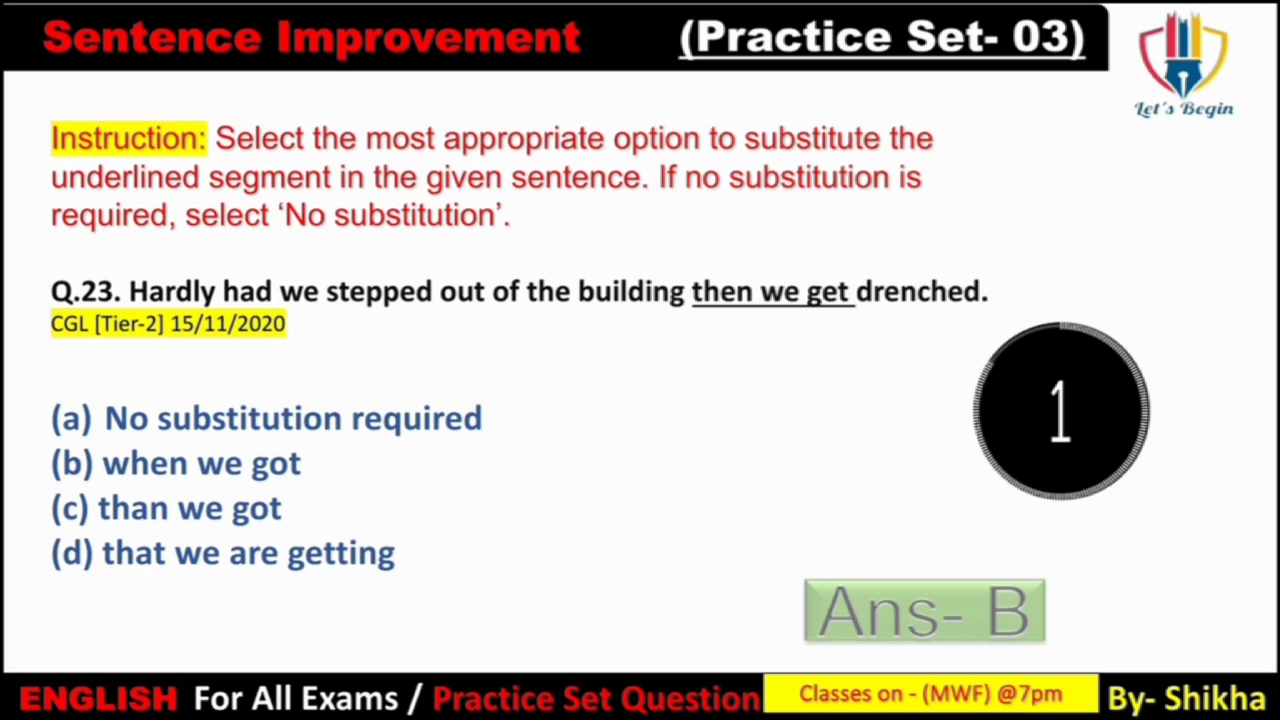 Sentence Improvement (Practice Set- 03)
Let's Begin
Instruction: Select the most appropriate option to substitute the
underlined segment in the given sentence. If no substitution is
required, select ‘No substitution’.
Q.23. Hardly had we stepped out of the building then we get drenched.
CGL [Tier-2] 15/11/2020
1
(a) No substitution required
(b) when we got
(c) than we got
(d) that we are getting
Ans- B
ENGLISH For All Exams / Practice Set Question Classes on - (MWF) @7pm By- Shikha